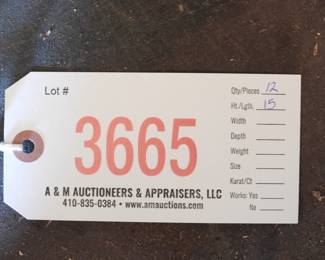 Lot #
3665
A & M AUCTIONEERS & APPRAISERS, LLC
410-835-0384 • www.amauctions.com
Qty/Pieces 12
Ht./Lgth. 15
Width
Depth
Weight
Size
Karat/Ct
Works: Yes
No